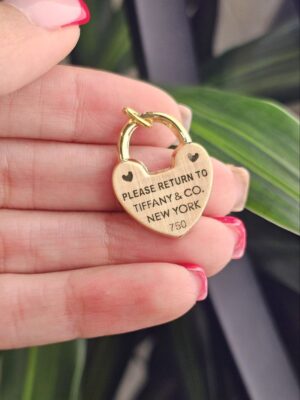 PLEASE RETURN TO
TIFFANY & CO.
NEW YORK
750